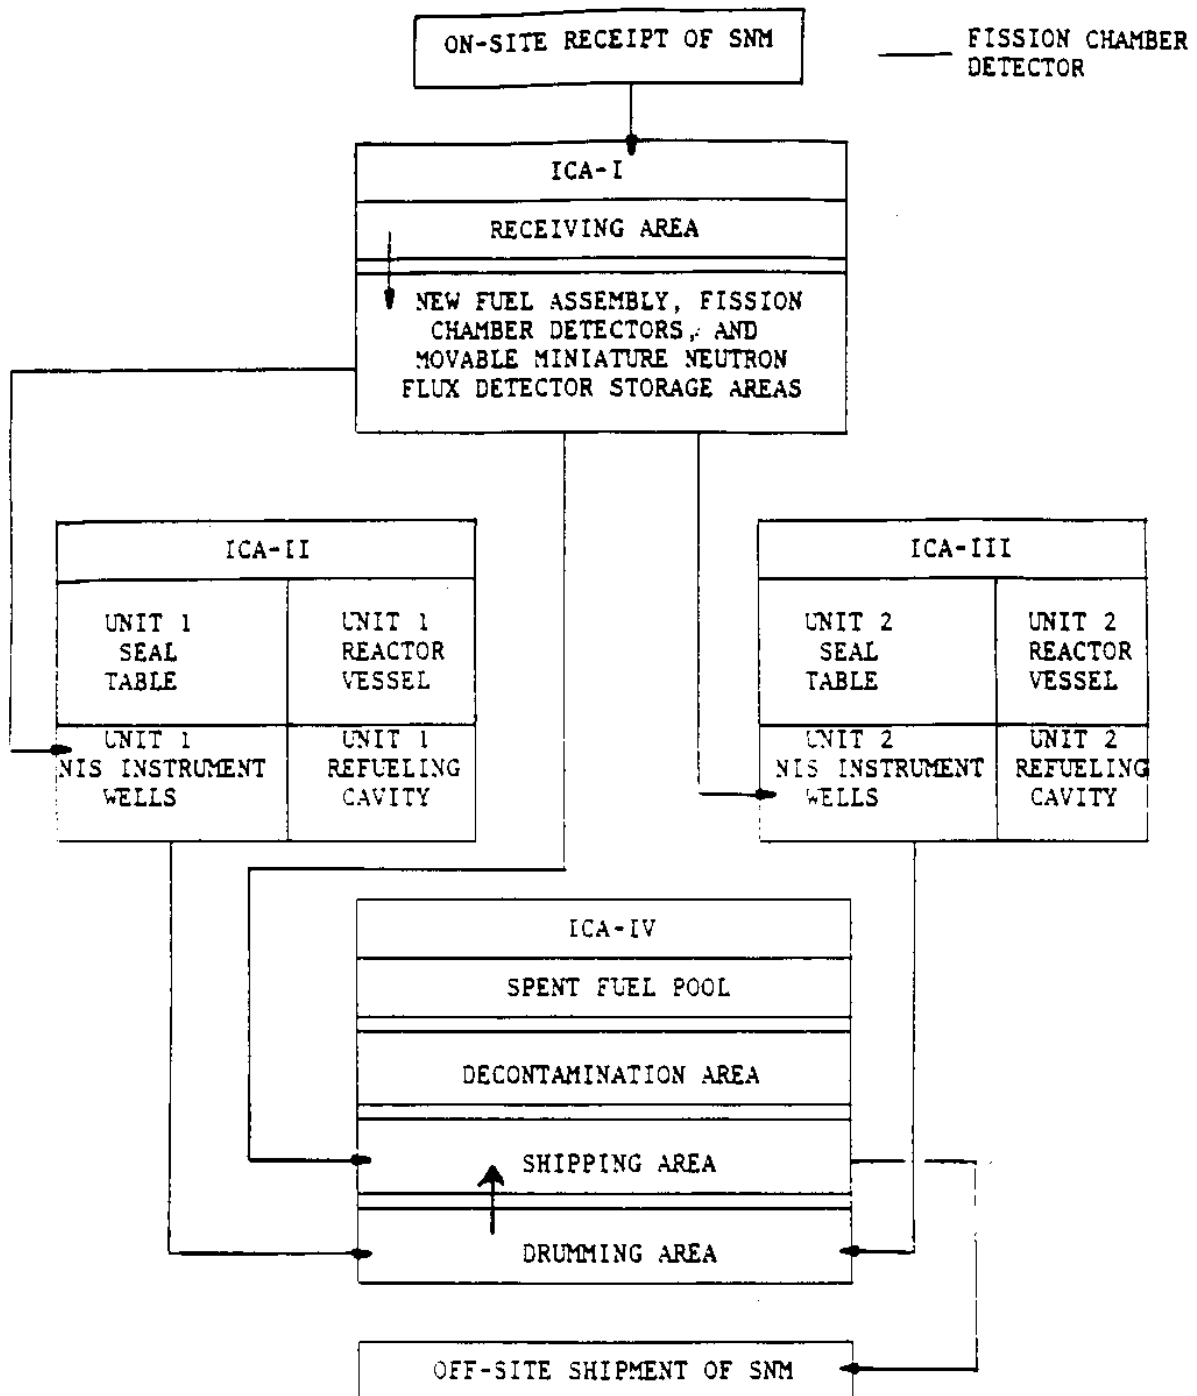 ON-SITE RECEIPT OF SNM
FISSION CHAMBER
DETECTOR
ICA-I
RECEIVING AREA
NEW FUEL ASSEMBLY, FISSION
CHAMBER DETECTORS, AND
MOVABLE MINIATURE NEUTRON
FLUX DETECTOR STORAGE AREAS
ICA-II
UNIT 1
SEAL
TABLE
UNIT 1
REACTOR
VESSEL
UNIT 1
NIS INSTRUMENT
WELLS
UNIT 1
REFUELING
CAVITY
ICA-III
UNIT 2
SEAL
TABLE
UNIT 2
REACTOR
VESSEL
UNIT 2
NIS INSTRUMENT
WELLS
UNIT 2
REFUELING
CAVITY
ICA-IV
SPENT FUEL POOL
DECONTAMINATION AREA
SHIPPING AREA
DRUMMING AREA
OFF-SITE SHIPMENT OF SNM